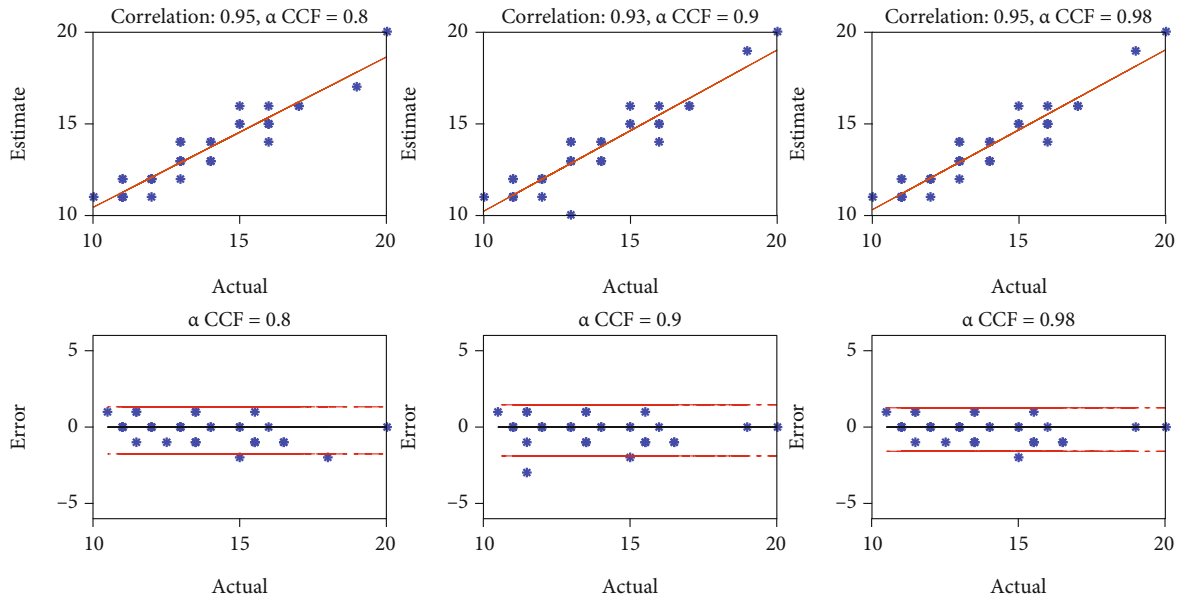 Correlation: 0.95, α CCF = 0.8
20
15
10
Estimate
10 15 20
Actual
Correlation: 0.93, α CCF = 0.9
20
15
10
Estimate
10 15 20
Actual
Correlation: 0.95, α CCF = 0.98
20
15
10
Estimate
10 15 20
Actual
α CCF = 0.8
5
0
−5
Error
10 15 20
Actual
α CCF = 0.9
5
0
−5
Error
10 15 20
Actual
α CCF = 0.98
5
0
−5
Error
10 15 20
Actual